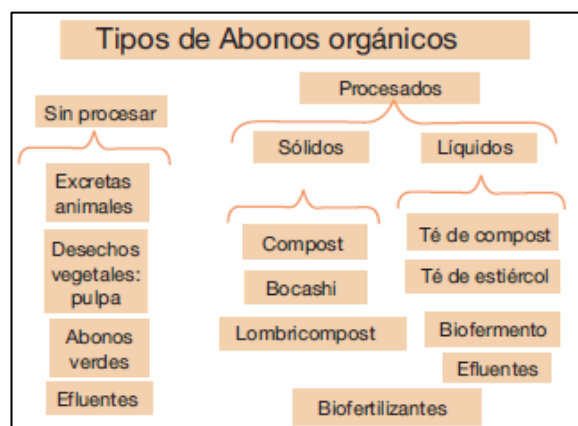 Tipos de Abonos orgánicos
Sin procesar
Excretas
animales
Desechos
vegetales:
pulpa
Abonos
verdes
Efluentes
Procesados
Sólidos
Compost
Bocashi
Lombricompost
Líquidos
Té de compost
Té de estiércol
Biofermento
Efluentes
Biofertilizantes